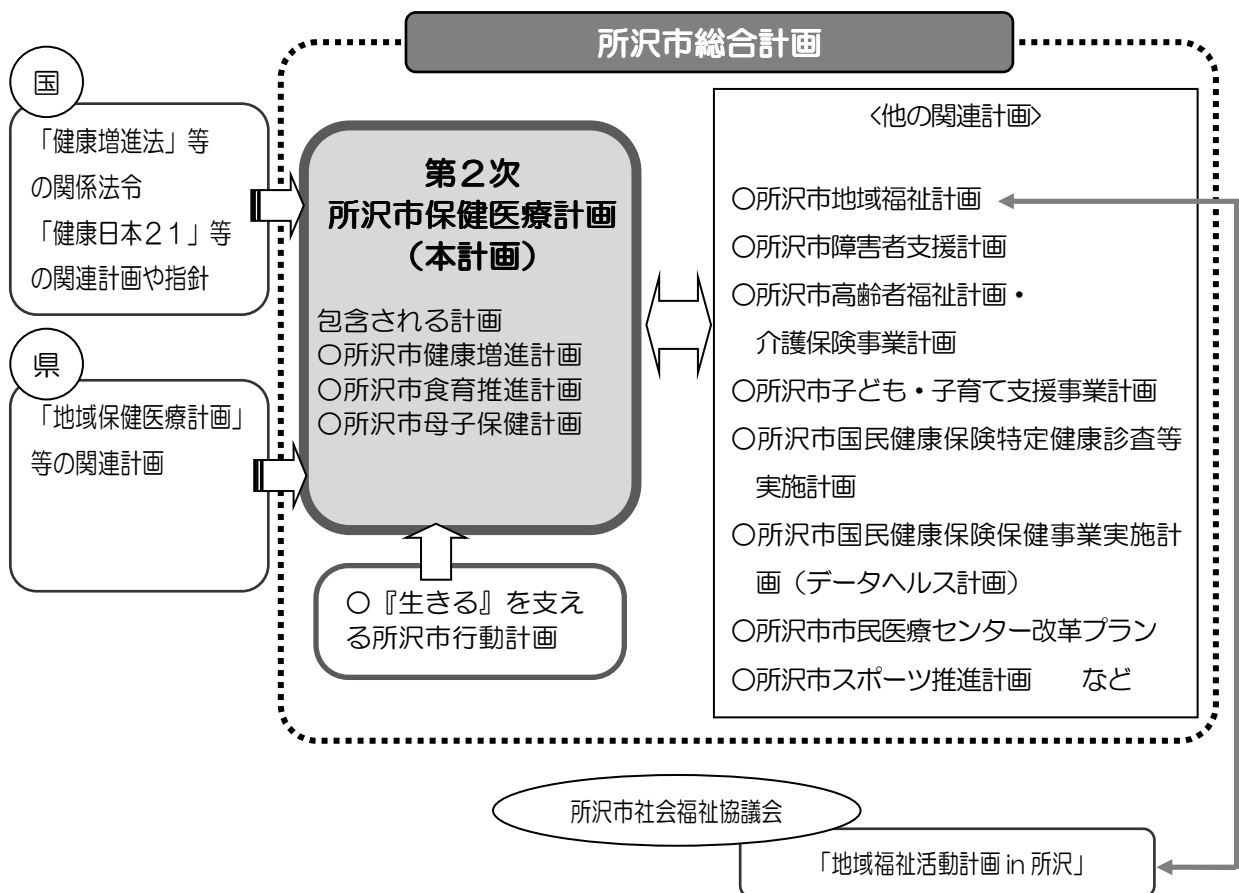 所沢市総合計画
国
「健康増進法」等
の関係法令
「健康日本２１」等
の関連計画や指針
県
「地域保健医療計画」
等の関連計画
第２次
所沢市保健医療計画
（本計画）
包含される計画
○所沢市健康増進計画
○所沢市食育推進計画
○所沢市母子保健計画
○『生きる』を支え
る所沢市行動計画
<他の関連計画>
○所沢市地域福祉計画
○所沢市障害者支援計画
○所沢市高齢者福祉計画・
介護保険事業計画
○所沢市子ども・子育て支援事業計画
○所沢市国民健康保険特定健康診査等
実施計画
○所沢市国民健康保険保健事業実施計
画（データヘルス計画）
○所沢市市民医療センター改革プラン
○所沢市スポーツ推進計画　　など
所沢市社会福祉協議会
「地域福祉活動計画 in 所沢」